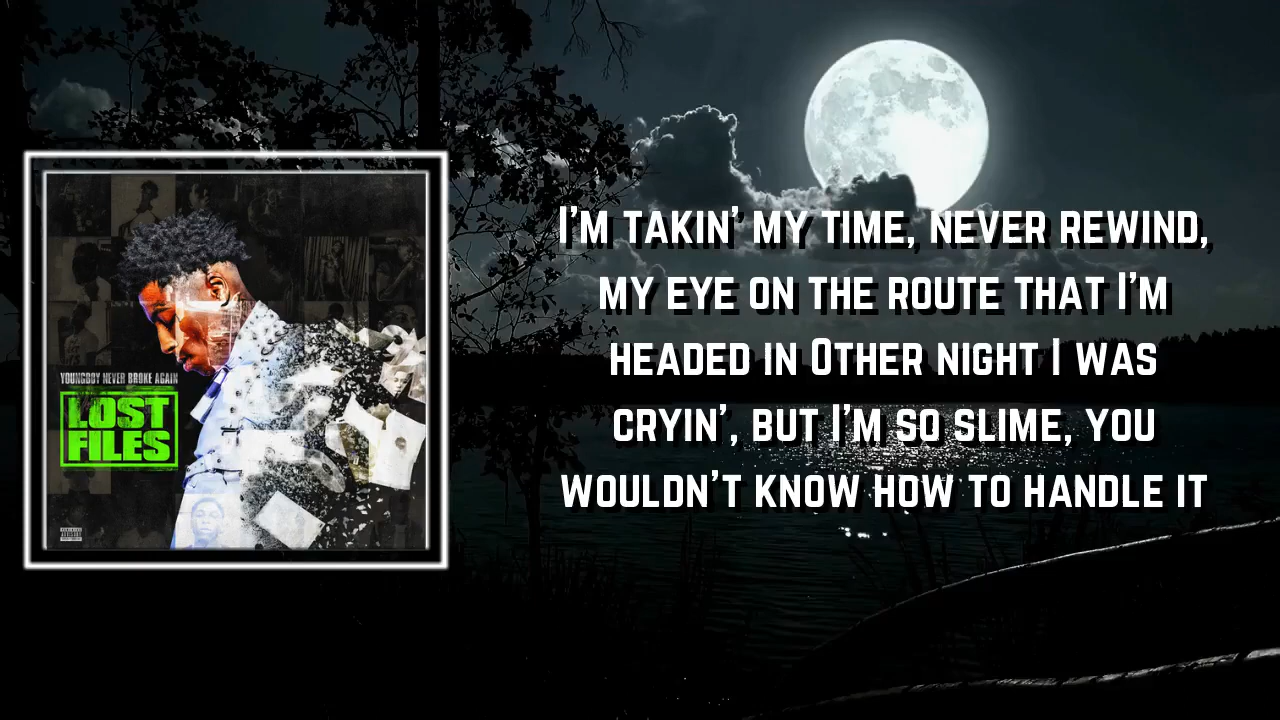 I'M TAKIN' MY TIME, NEVER REWIND,
MY EYE ON THE ROUTE THAT I'M
HEADED IN OTHER NIGHT I WAS
CRYIN', BUT I'M SO SLIME, YOU
WOULDN'T KNOW HOW TO HANDLE IT
YOUNGBOY NEVER BROKE AGAIN
LOST
FILES